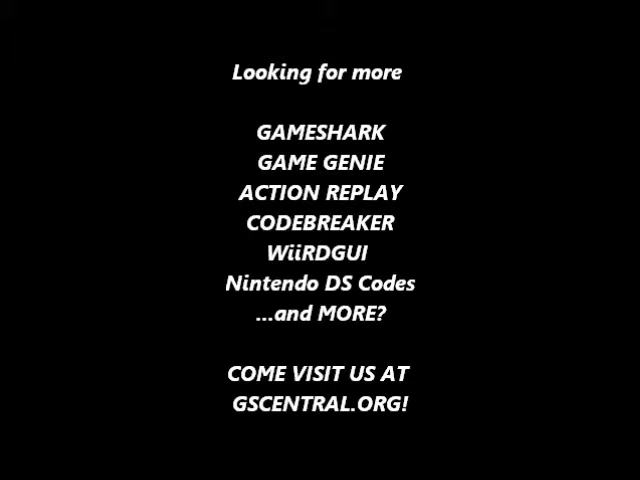 Looking for more
GAMESHARK
GAME GENIE
ACTION REPLAY
CODEBREAKER
WiiRDGUI
Nintendo DS Codes
...and MORE?
COME VISIT US AT
GSCENTRAL.ORG!